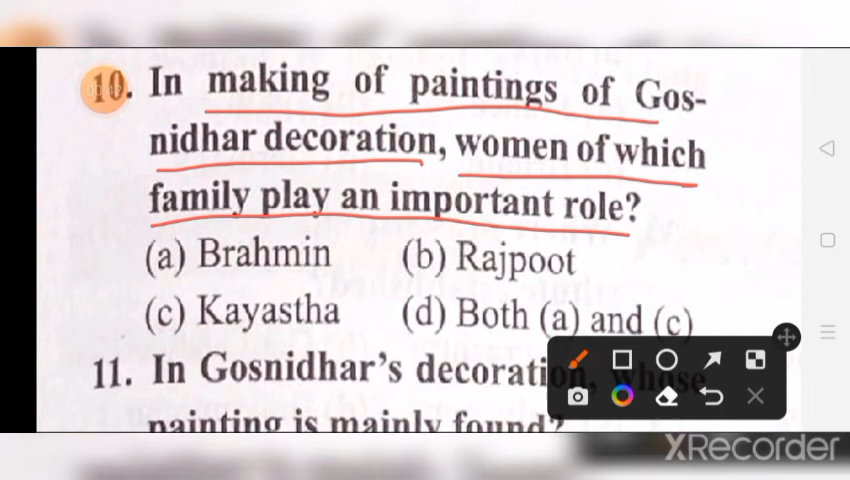 10. In making of paintings of Gos-
nidhar decoration, women of which
family play an important role?
(a) Brahmin (b) Rajpoot
(c) Kayastha (d) Both (a) and (c)
11. In Gosnidhar's decoration, whose
painting is mainly found?
XRecorder